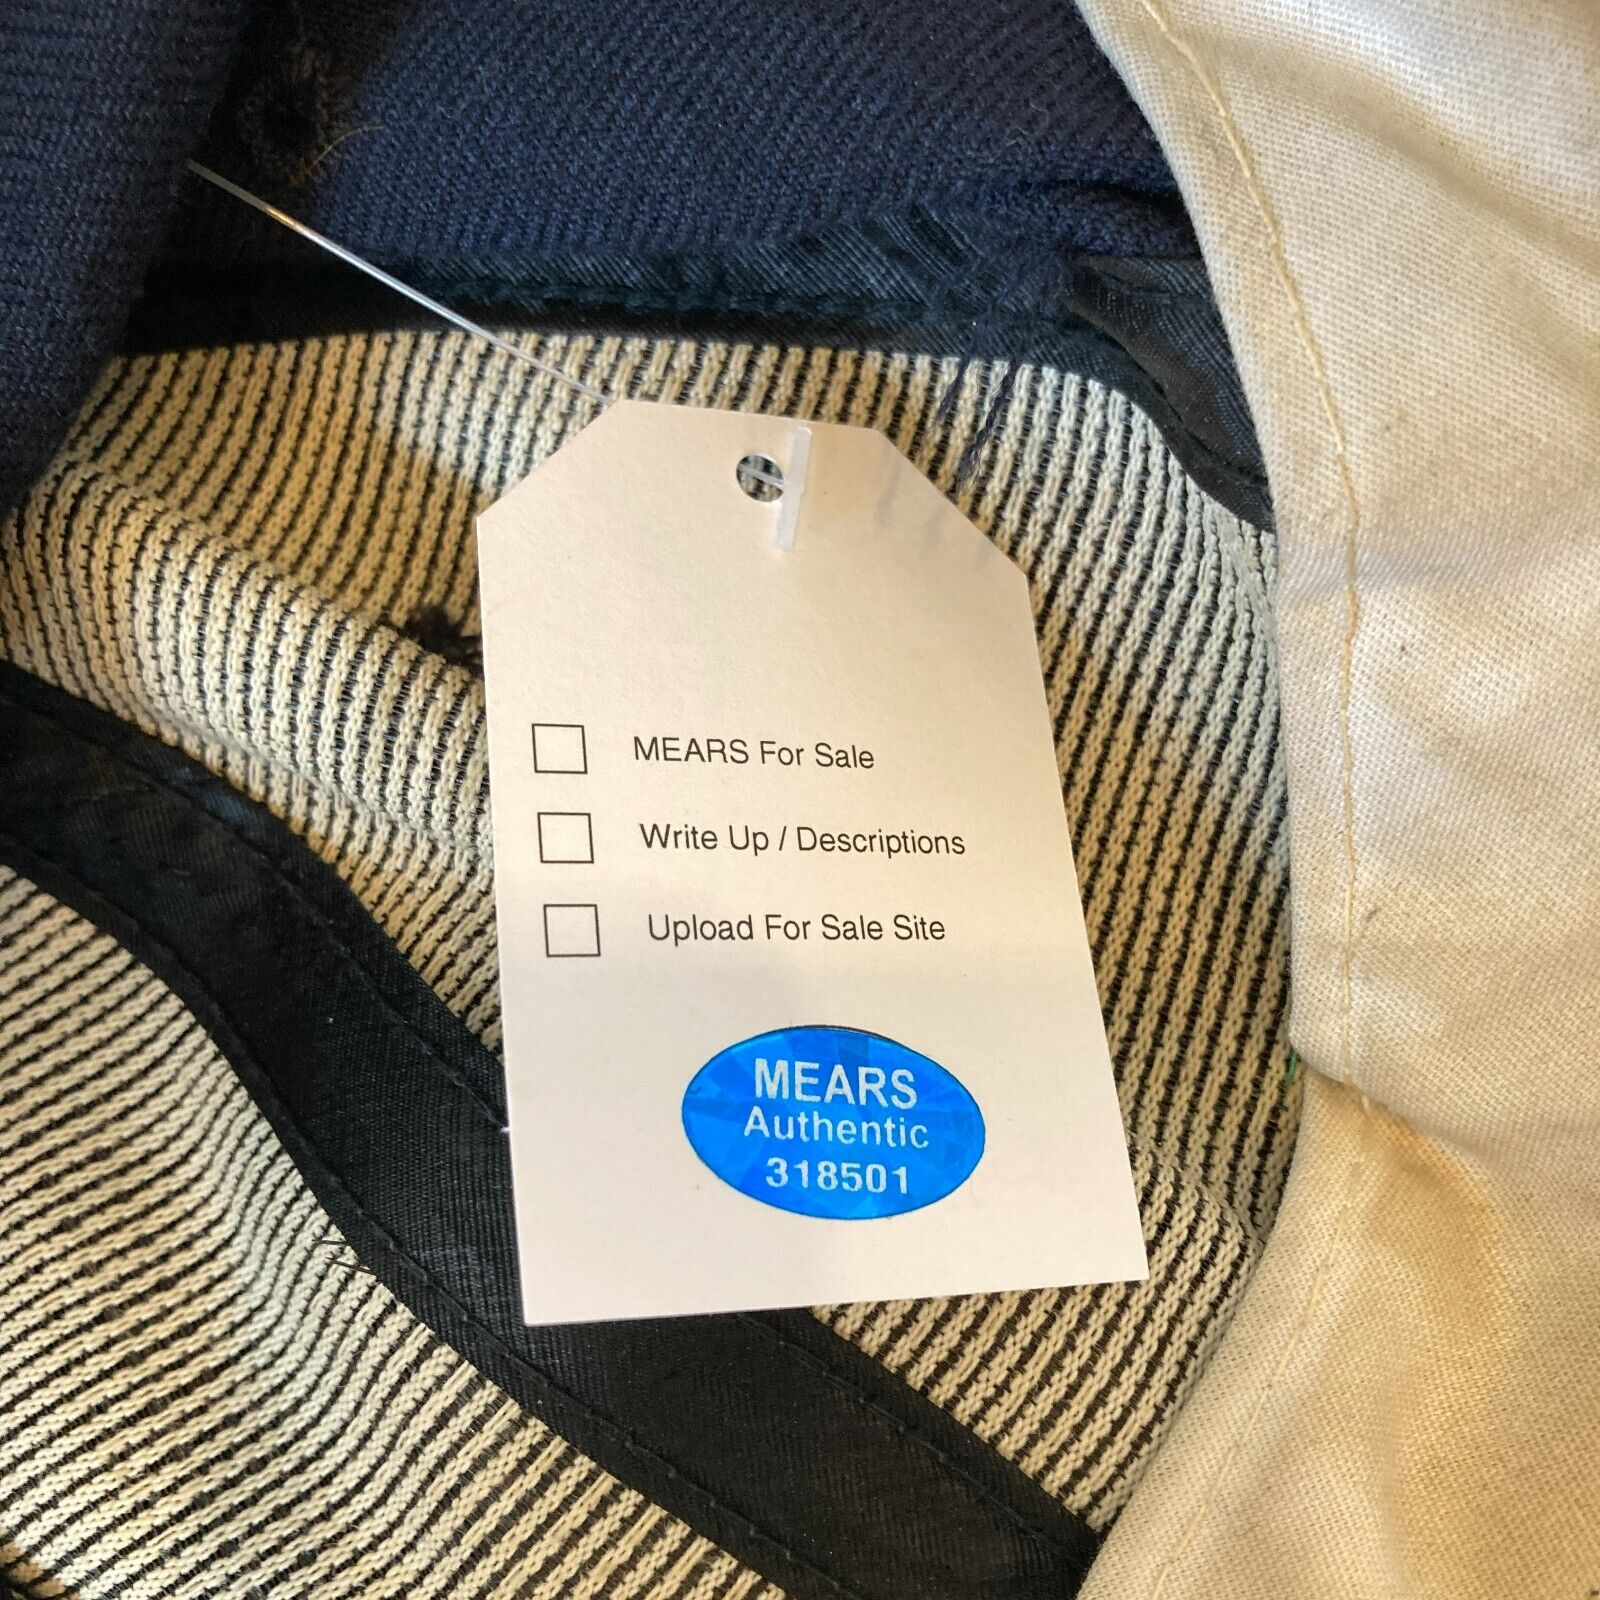 MEARS For Sale
Write Up / Descriptions
Upload For Sale Site
MEARS
Authentic
318501